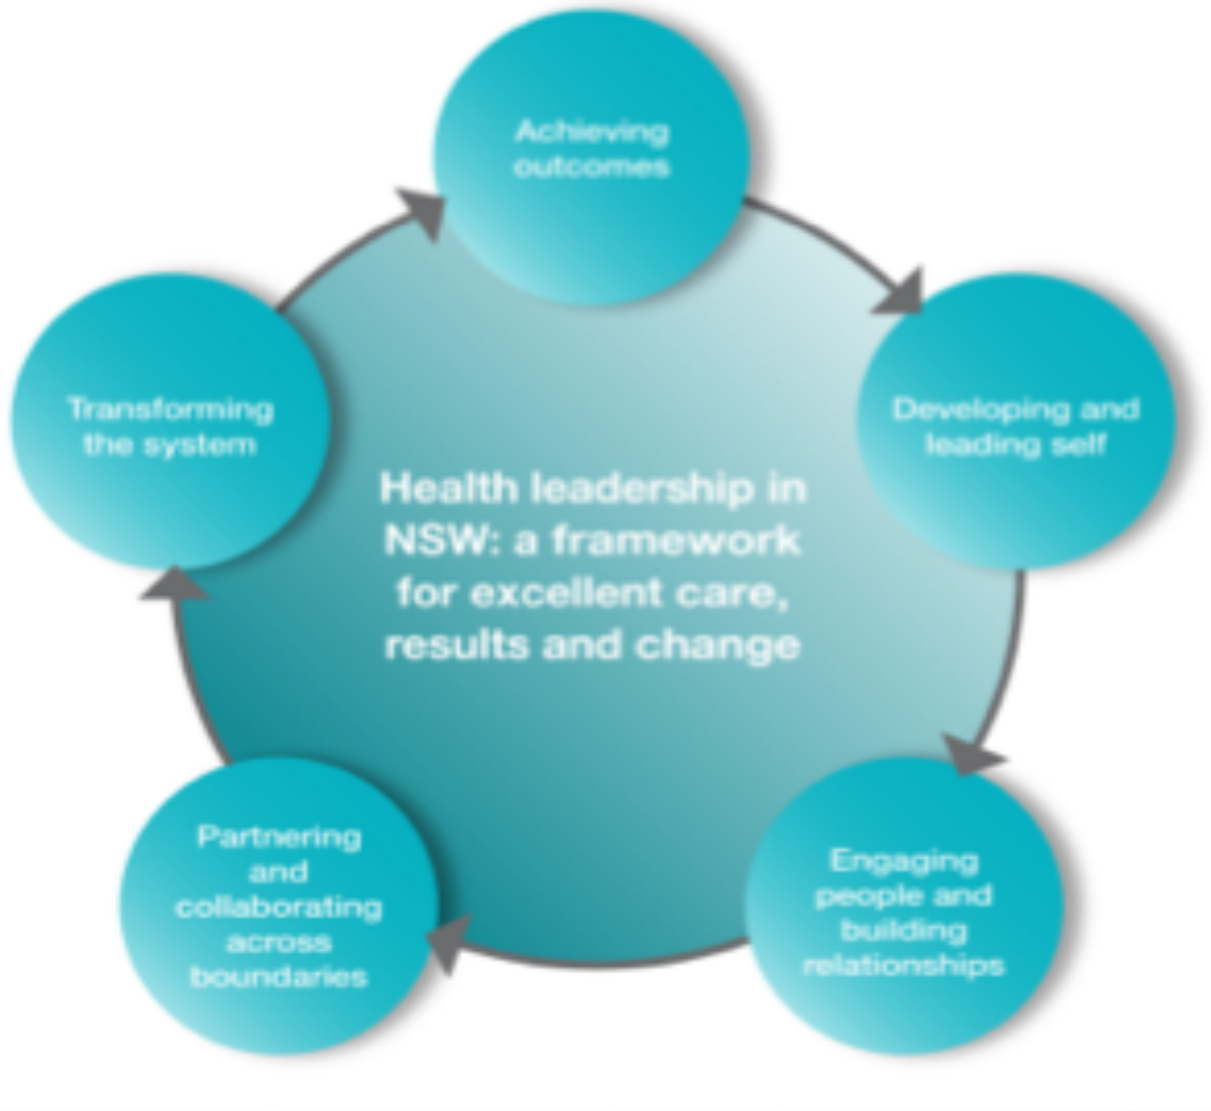 Achieving
outcomes
Developing and
leading self
Engaging
people and
building
relationships
Partnering
and
collaborating
across
boundaries
Transforming
the system
Health leadership in
NSW: a framework
for excellent care,
results and change